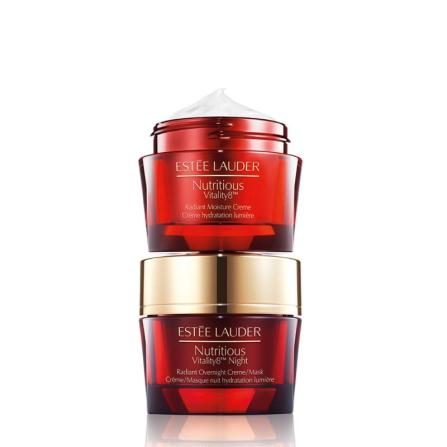 ESTĒE LAUDER
Nutritious
Vitality8™
Radiant Moisture Creme
Crème hydratation lumière
ESTĒE LAUDER
Nutritious
Vitality8™ Night
Radiant Overnight Creme/Mask
Crème/Masque nuit hydratation lumière